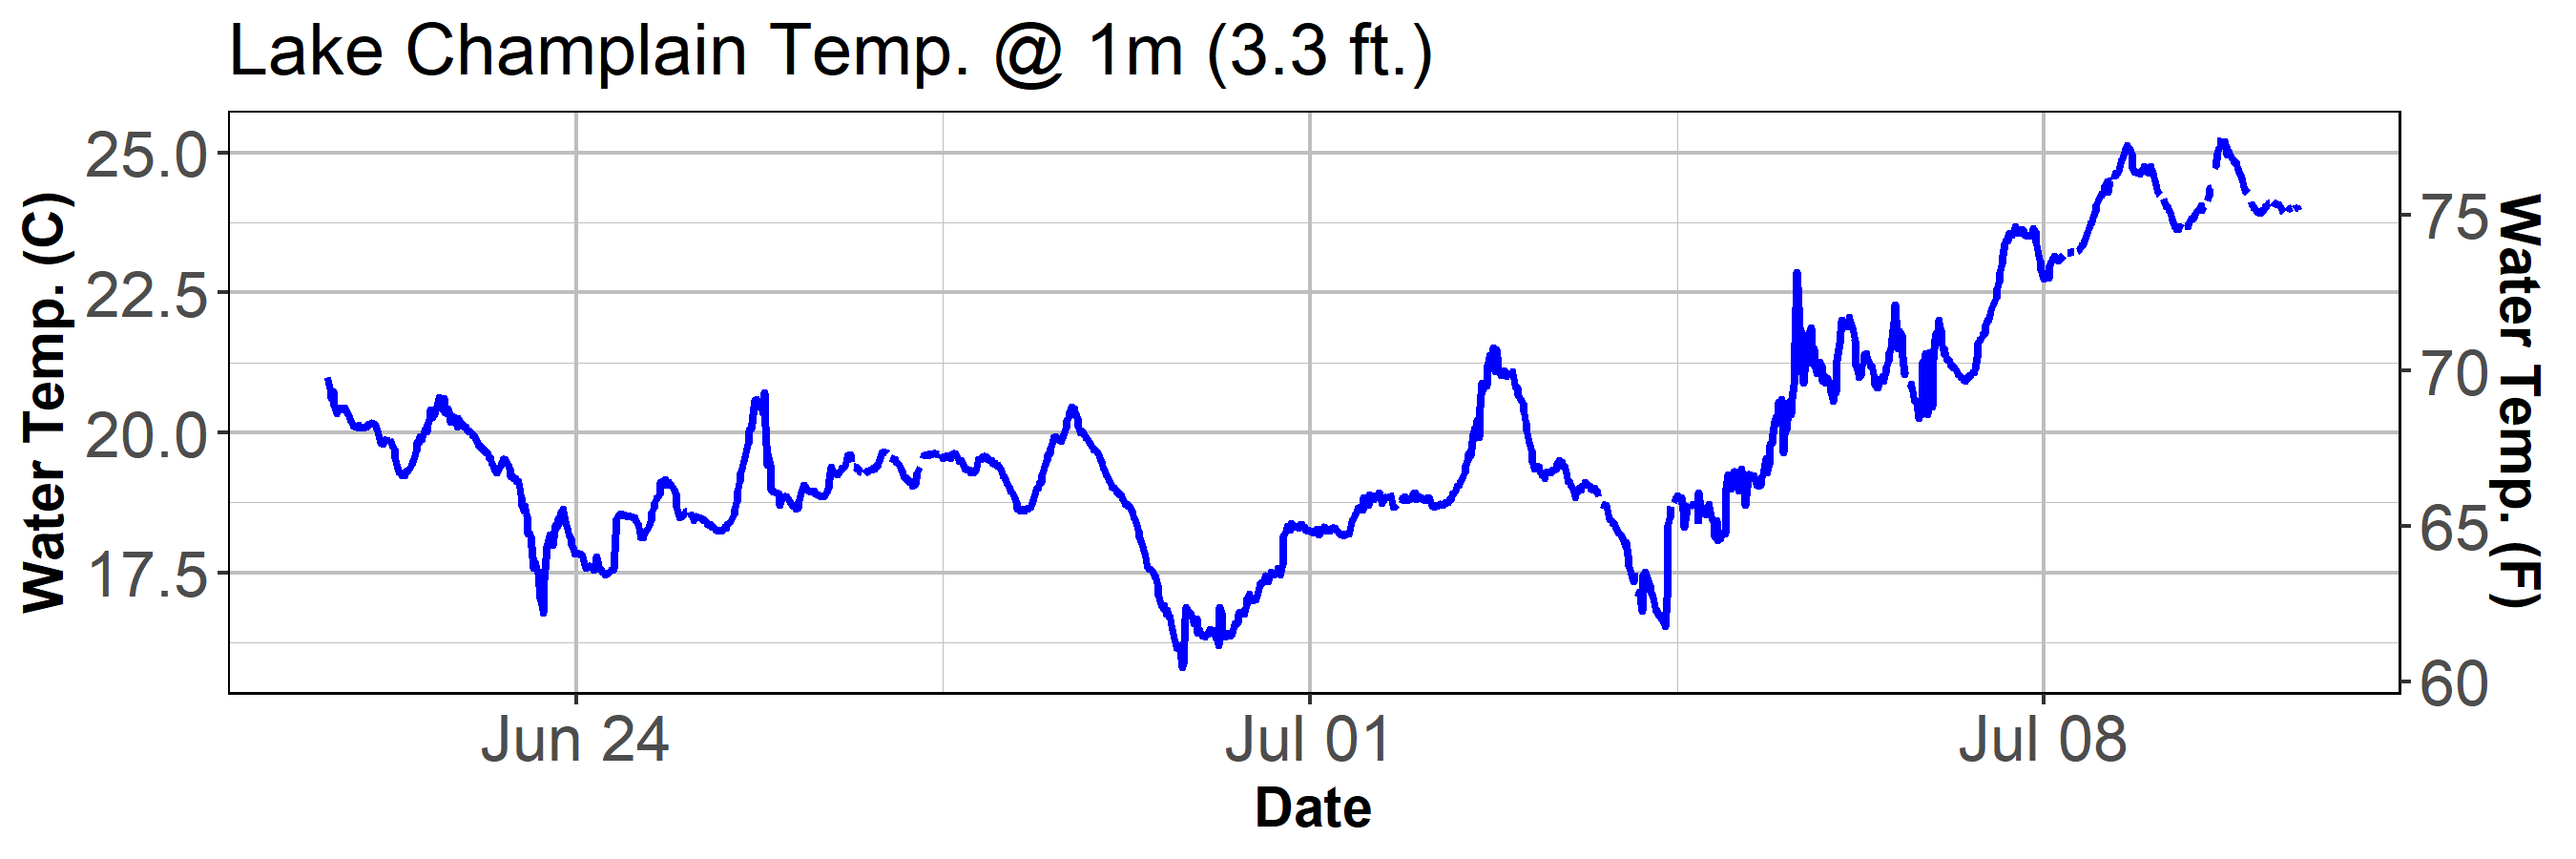 Lake Champlain Temp. @ 1m (3.3 ft.)
Water Temp. (C)
25.0
22.5
20.0
17.5
75
70
65
60
Water Temp. (F)
Jun 24
Jul 01
Jul 08
Date